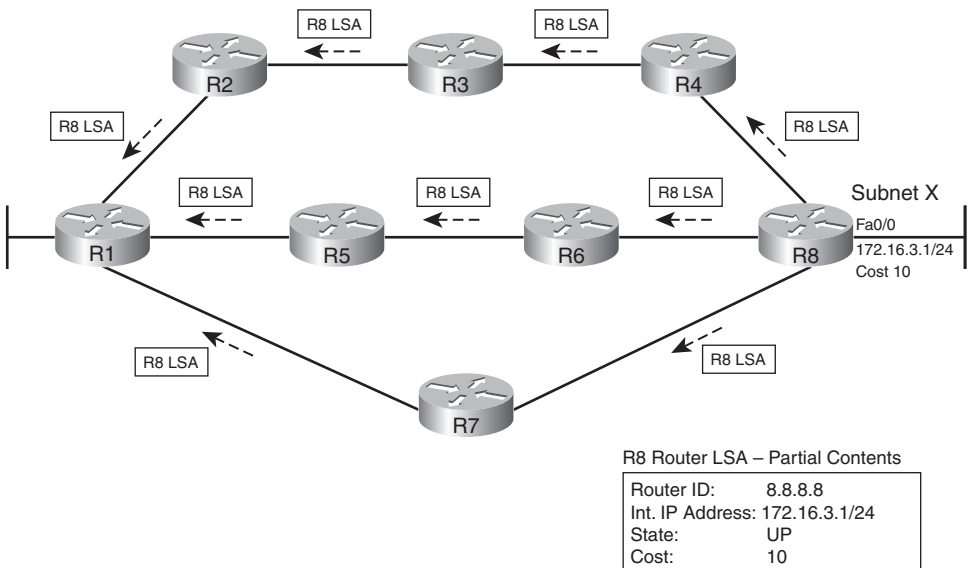 R8 LSA
R8 LSA
R2
R3
R4
R8 LSA
R8 LSA
R8 LSA
R8 LSA
R8 LSA
Subnet X
Fa0/0
R1
R5
R6
R8
172.16.3.1/24
Cost 10
R8 LSA
R8 LSA
R7
R8 Router LSA – Partial Contents
Router ID: 8.8.8.8
Int. IP Address: 172.16.3.1/24
State: UP
Cost: 10